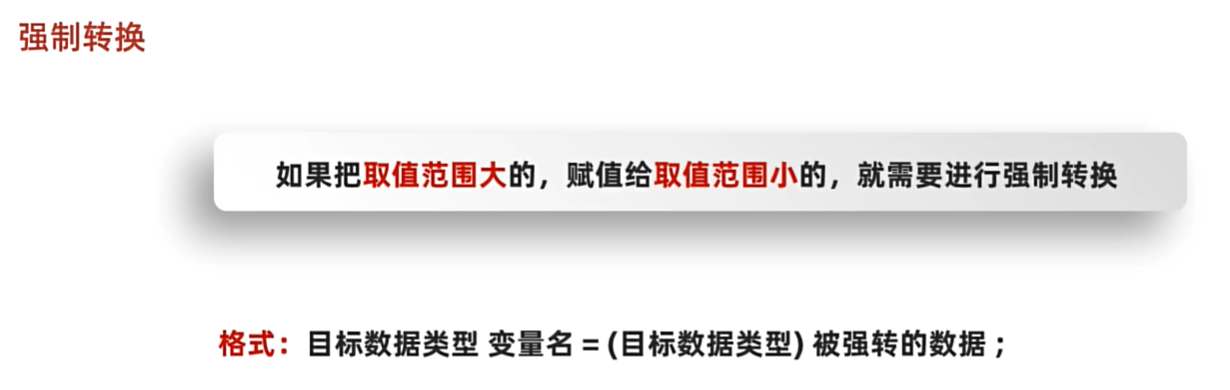 强制转换
如果把取值范围大的，赋值给取值范围小的，就需要进行强制转换
格式：目标数据类型 变量名 = (目标数据类型) 被强转的数据 ;